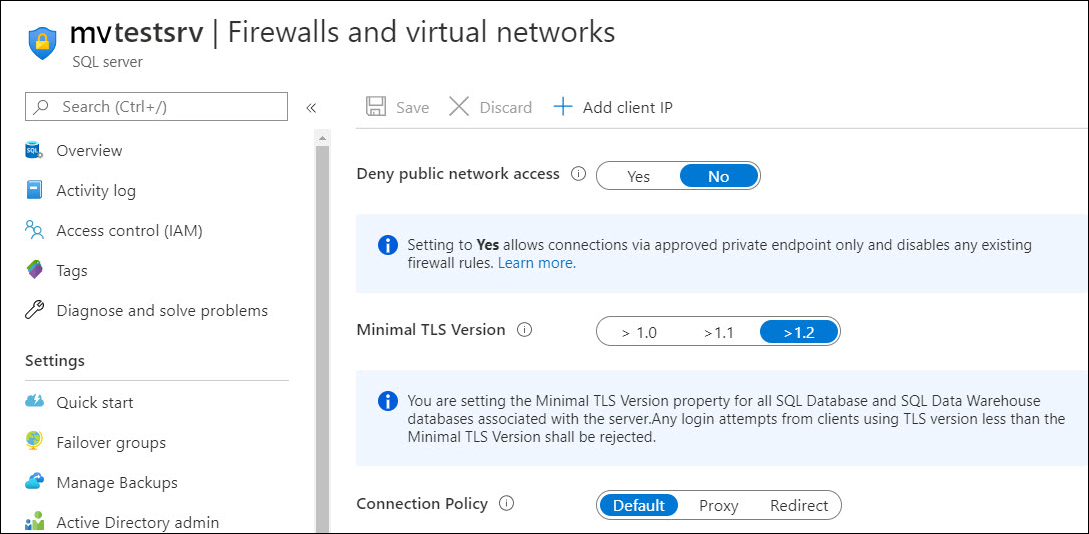 mvtestsrv | Firewalls and virtual networks
SQL server
Search (Ctrl+/)
«
Save
Discard
Add client IP
SQL
Overview
Activity log
Access control (IAM)
Tags
Diagnose and solve problems
Settings
Quick start
Failover groups
Manage Backups
Active Directory admin
Deny public network access
Yes
No
Setting to Yes allows connections via approved private endpoint only and disables any existing
firewall rules. Learn more.
Minimal TLS Version
> 1.0
>1.1
>1.2
You are setting the Minimal TLS Version property for all SQL Database and SQL Data Warehouse
databases associated with the server.Any login attempts from clients using TLS version less than the
Minimal TLS Version shall be rejected.
Connection Policy
Default
Proxy
Redirect